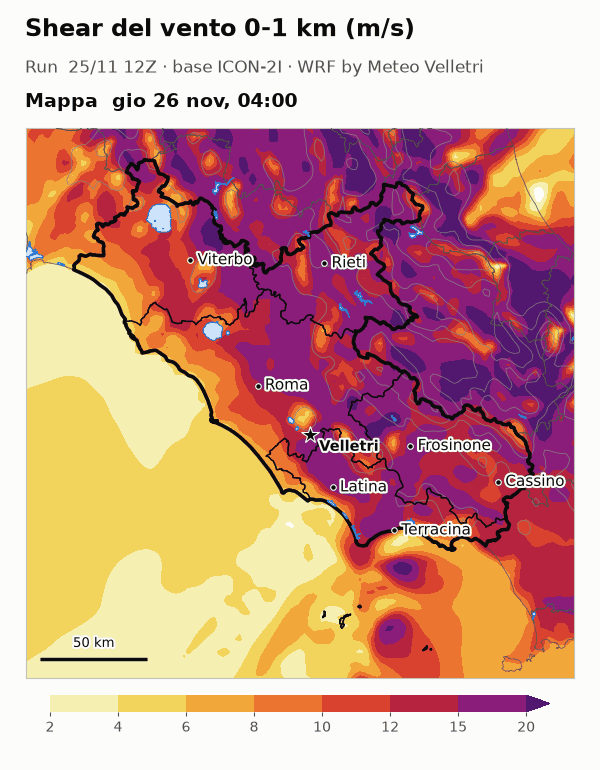 Shear del vento 0-1 km (m/s)
Run  25/11 12Z · base ICON-2I · WRF by Meteo Velletri
Mappa  gio 26 nov, 04:00
Viterbo
Rieti
Roma
Velletri
Frosinone
Latina
Cassino
Terracina
50 km
2 4 6 8 10 12 15 20